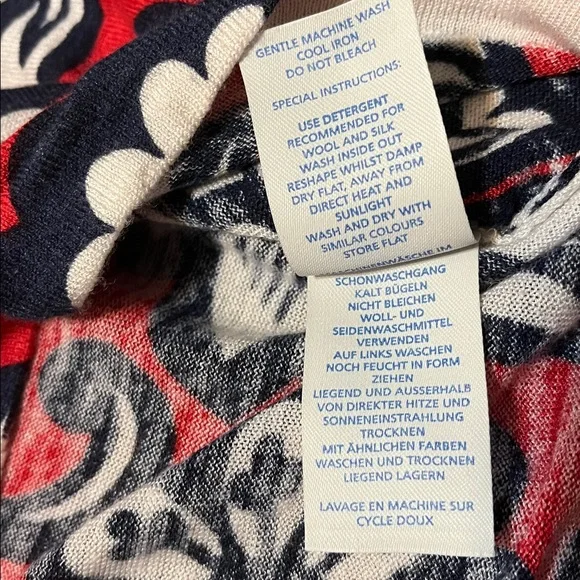 GENTLE MACHINE WASH
COOL IRON
DO NOT BLEACH
SPECIAL INSTRUCTIONS:
USE DETERGENT
RECOMMENDED FOR
WOOL AND SILK
WASH INSIDE OUT
RESHAPE WHILST DAMP
DRY FLAT, AWAY FROM
DIRECT HEAT AND
SUNLIGHT
WASH AND DRY WITH
SIMILAR COLOURS
STORE FLAT
MASCHINENWÄSCHE IM
SCHONWASCHGANG
KALT BÜGELN
NICHT BLEICHEN
WOLL- UND
SEIDENWASCHMITTEL
VERWENDEN
AUF LINKS WASCHEN
NOCH FEUCHT IN FORM
ZIEHEN
LIEGEND UND AUSSERHALB
VON DIREKTER HITZE UND
SONNENEINSTRAHLUNG
TROCKNEN
MIT ÄHNLICHEN FARBEN
WASCHEN UND TROCKNEN
LIEGEND LAGERN
LAVAGE EN MACHINE SUR
CYCLE DOUX